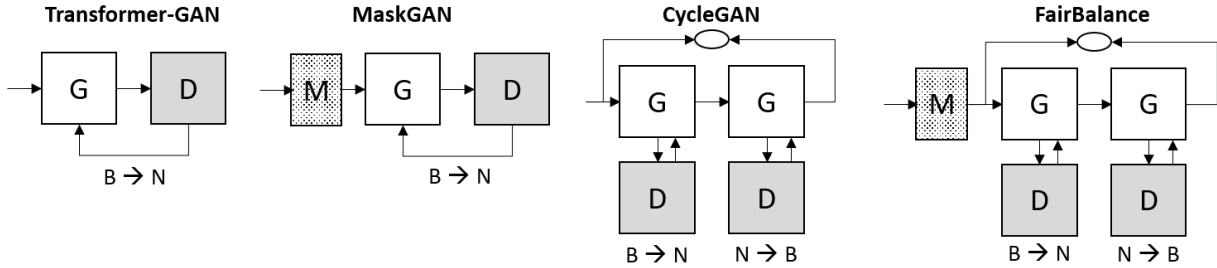 Transformer-GAN
G
D
B → N
MaskGAN
M
G
D
B → N
CycleGAN
G
G
D
D
B → N
N → B
FairBalance
M
G
G
D
D
B → N
N → B